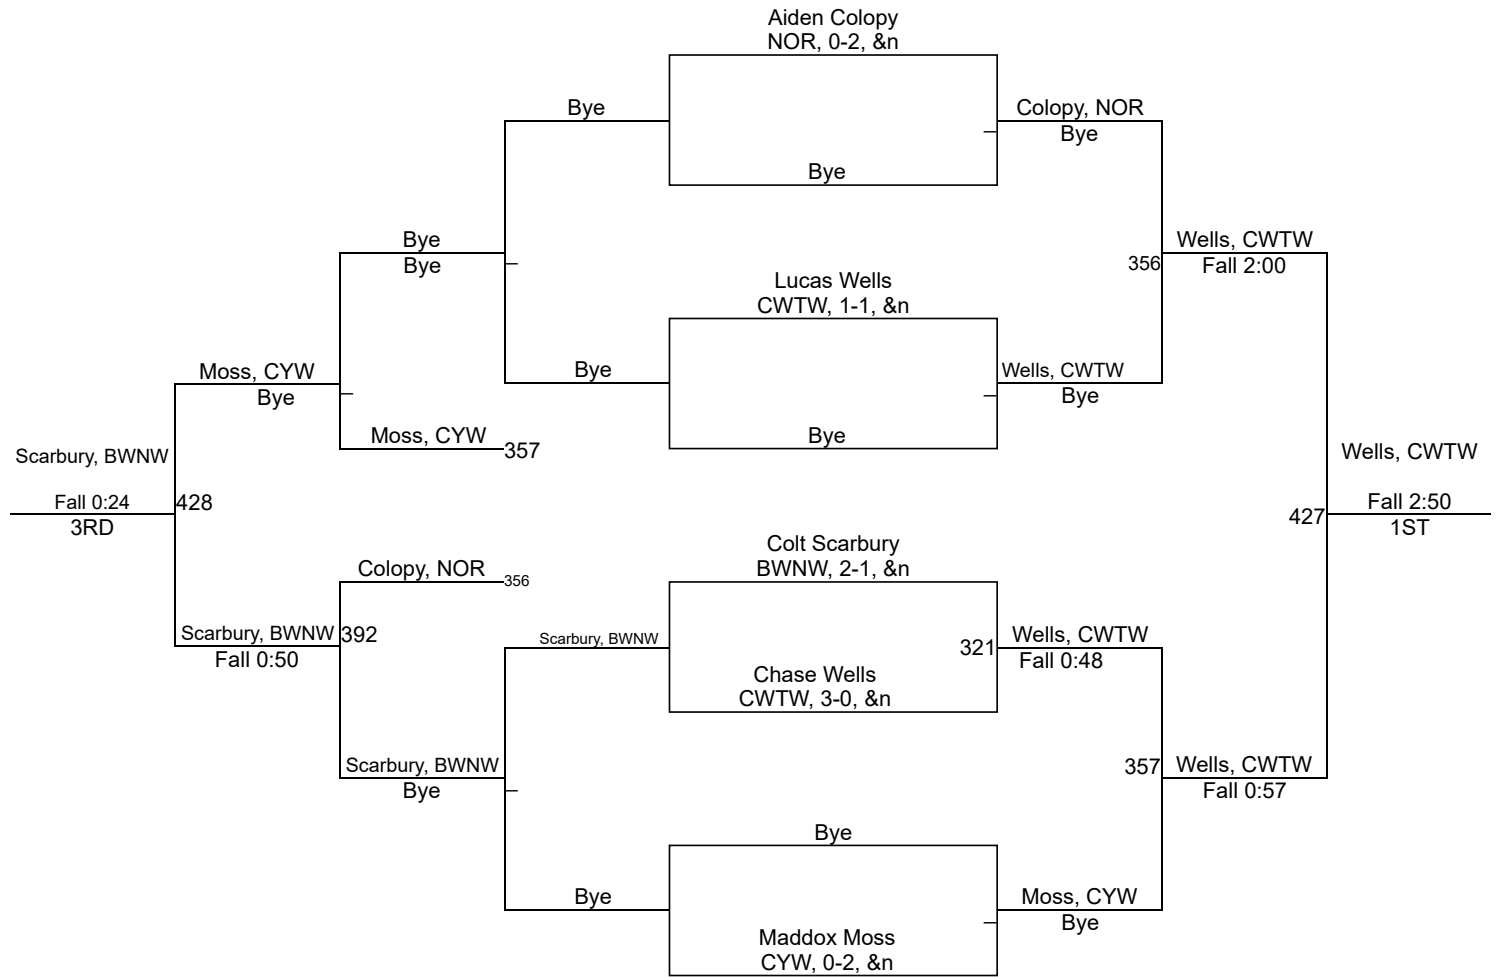 Aiden Colopy
NOR, 0-2, &n
Bye
Colopy, NOR
Bye
Bye
Bye
Bye
Wells, CWTW
356
Fall 2:00
Lucas Wells
CWTW, 1-1, &n
Moss, CYW
Bye
Bye
Wells, CWTW
Bye
Moss, CYW
357
Bye
Scarbury, BWNW
Fall 0:24
3RD
428
Wells, CWTW
Fall 2:50
1ST
427
Colt Scarbury
BWNW, 2-1, &n
Colopy, NOR
356
Scarbury, BWNW
392
Fall 0:50
Scarbury, BWNW
321
Wells, CWTW
Fall 0:48
Chase Wells
CWTW, 3-0, &n
Scarbury, BWNW
Bye
357
Wells, CWTW
Fall 0:57
Bye
Bye
Moss, CYW
Bye
Maddox Moss
CYW, 0-2, &n